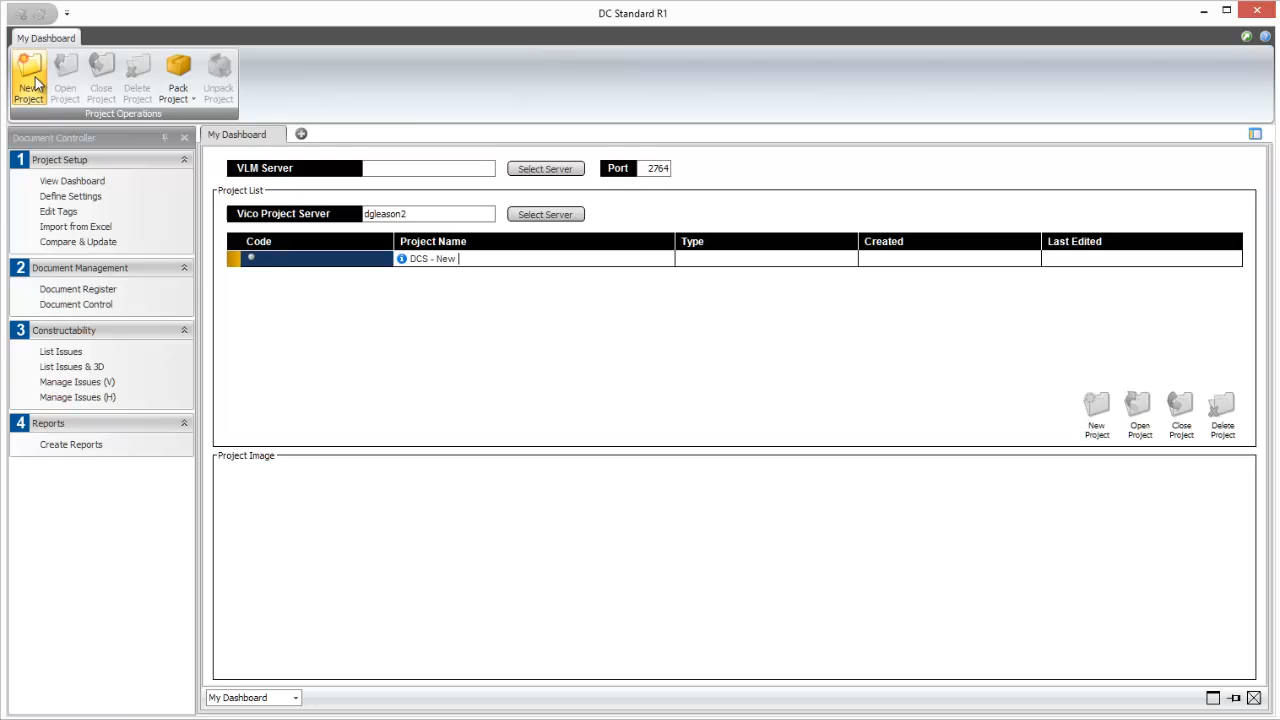 DC Standard R1
My Dashboard
New Project
Open Project
Close Project
Delete Project
Pack Project
Unpack Project
Project Operations
Document Controller
1 Project Setup
View Dashboard
Define Settings
Edit Tags
Import from Excel
Compare & Update
2 Document Management
Document Register
Document Control
3 Constructability
List Issues
List Issues & 3D
Manage Issues (V)
Manage Issues (H)
4 Reports
Create Reports
My Dashboard
VLM Server Select Server Port 2764
Project List
Vico Project Server dgleason2 Select Server
Code Project Name Type Created Last Edited
DCS - New
New Project
Open Project
Close Project
Delete Project
Project Image
My Dashboard